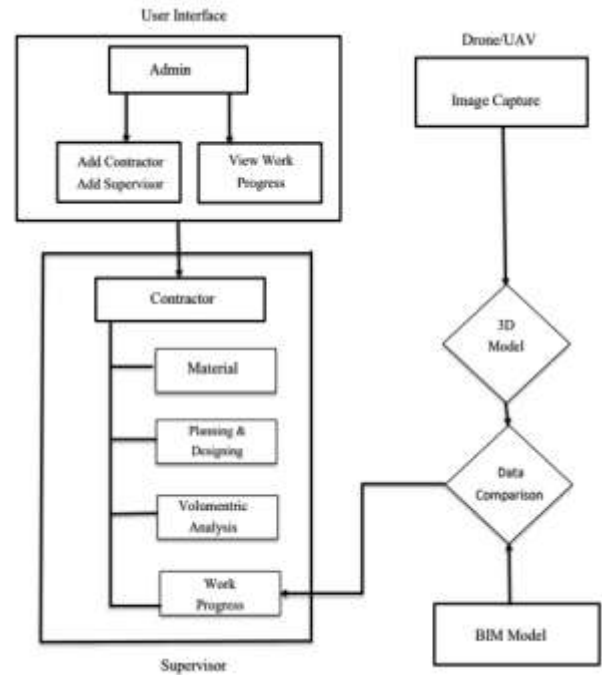 User Interface
Admin
Add Contractor
Add Supervisor
View Work
Progress
Contractor
Material
Planning &
Designing
Volumentric
Analysis
Work
Progress
Supervisor
Drone/UAV
Image Capture
3D
Model
Data
Comparison
BIM Model